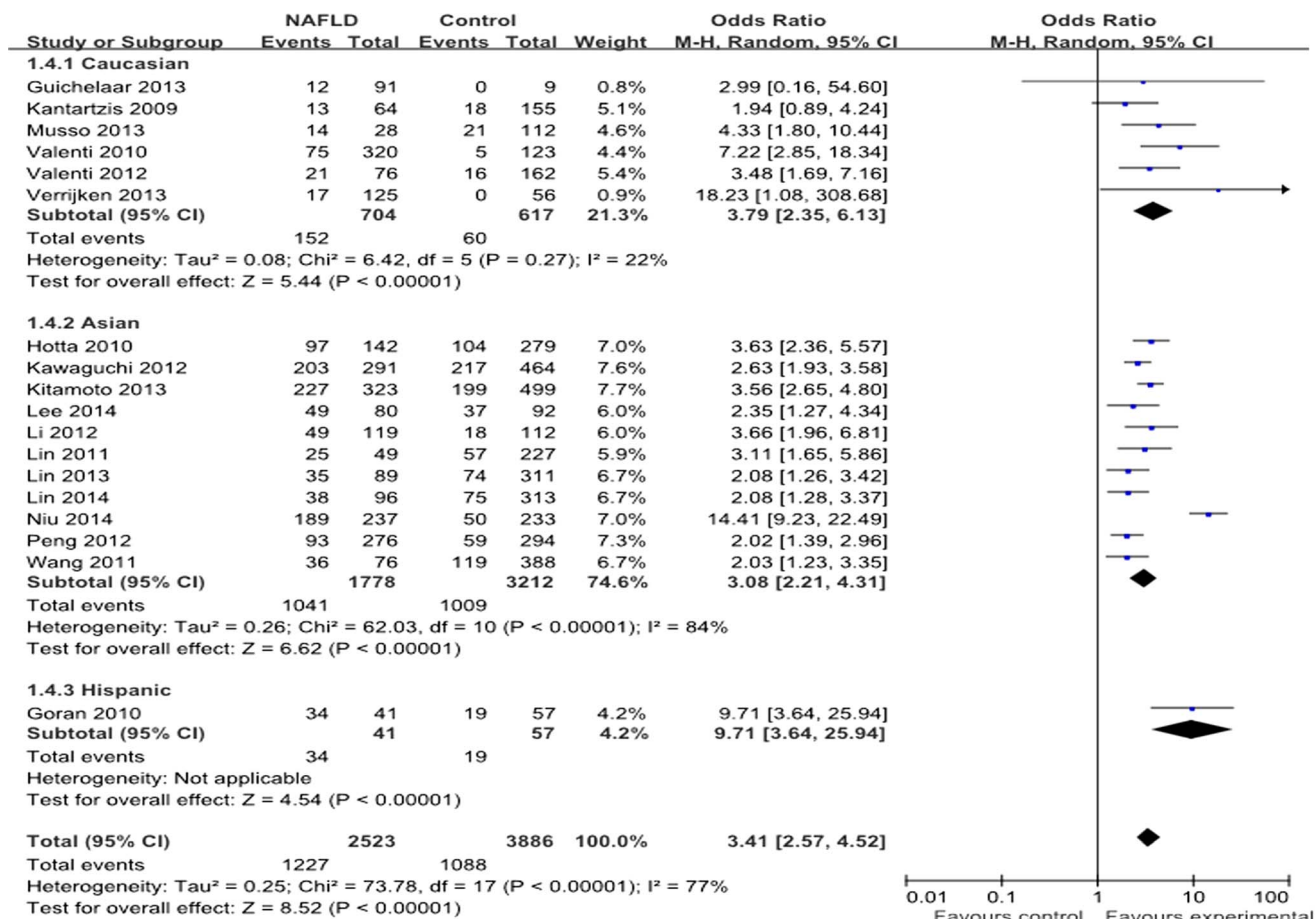 NAFLD Control Odds Ratio Odds Ratio
Study or Subgroup Events Total Events Total Weight M-H, Random, 95% CI M-H, Random, 95% CI
1.4.1 Caucasian
Guichelaar 2013 12 91 0 9 0.8% 2.99 [0.16, 54.60]
Kantartzis 2009 13 64 18 155 5.1% 1.94 [0.89, 4.24]
Musso 2013 14 28 21 112 4.6% 4.33 [1.80, 10.44]
Valenti 2010 75 320 5 123 4.4% 7.22 [2.85, 18.34]
Valenti 2012 21 76 16 162 5.4% 3.48 [1.69, 7.16]
Verrijken 2013 17 125 0 56 0.9% 18.23 [1.08, 308.68]
Subtotal (95% CI) 704 617 21.3% 3.79 [2.35, 6.13]
Total events 152 60
Heterogeneity: Tau² = 0.08; Chi² = 6.42, df = 5 (P = 0.27); I² = 22%
Test for overall effect: Z = 5.44 (P < 0.00001)
1.4.2 Asian
Hotta 2010 97 142 104 279 7.0% 3.63 [2.36, 5.57]
Kawaguchi 2012 203 291 217 464 7.6% 2.63 [1.93, 3.58]
Kitamoto 2013 227 323 199 499 7.7% 3.56 [2.65, 4.80]
Lee 2014 49 80 37 92 6.0% 2.35 [1.27, 4.34]
Li 2012 49 119 18 112 6.0% 3.66 [1.96, 6.81]
Lin 2011 25 49 57 227 5.9% 3.11 [1.65, 5.86]
Lin 2013 35 89 74 311 6.7% 2.08 [1.26, 3.42]
Lin 2014 38 96 75 313 6.7% 2.08 [1.28, 3.37]
Niu 2014 189 237 50 233 7.0% 14.41 [9.23, 22.49]
Peng 2012 93 276 59 294 7.3% 2.02 [1.39, 2.96]
Wang 2011 36 76 119 388 6.7% 2.03 [1.23, 3.35]
Subtotal (95% CI) 1778 3212 74.6% 3.08 [2.21, 4.31]
Total events 1041 1009
Heterogeneity: Tau² = 0.26; Chi² = 62.03, df = 10 (P < 0.00001); I² = 84%
Test for overall effect: Z = 6.62 (P < 0.00001)
1.4.3 Hispanic
Goran 2010 34 41 19 57 4.2% 9.71 [3.64, 25.94]
Subtotal (95% CI) 41 57 4.2% 9.71 [3.64, 25.94]
Total events 34 19
Heterogeneity: Not applicable
Test for overall effect: Z = 4.54 (P < 0.00001)
Total (95% CI) 2523 3886 100.0% 3.41 [2.57, 4.52]
Total events 1227 1088
Heterogeneity: Tau² = 0.25; Chi² = 73.78, df = 17 (P < 0.00001); I² = 77%
Test for overall effect: Z = 8.52 (P < 0.00001)
0.01 0.1 1 10 100
Favours control Favours experimental